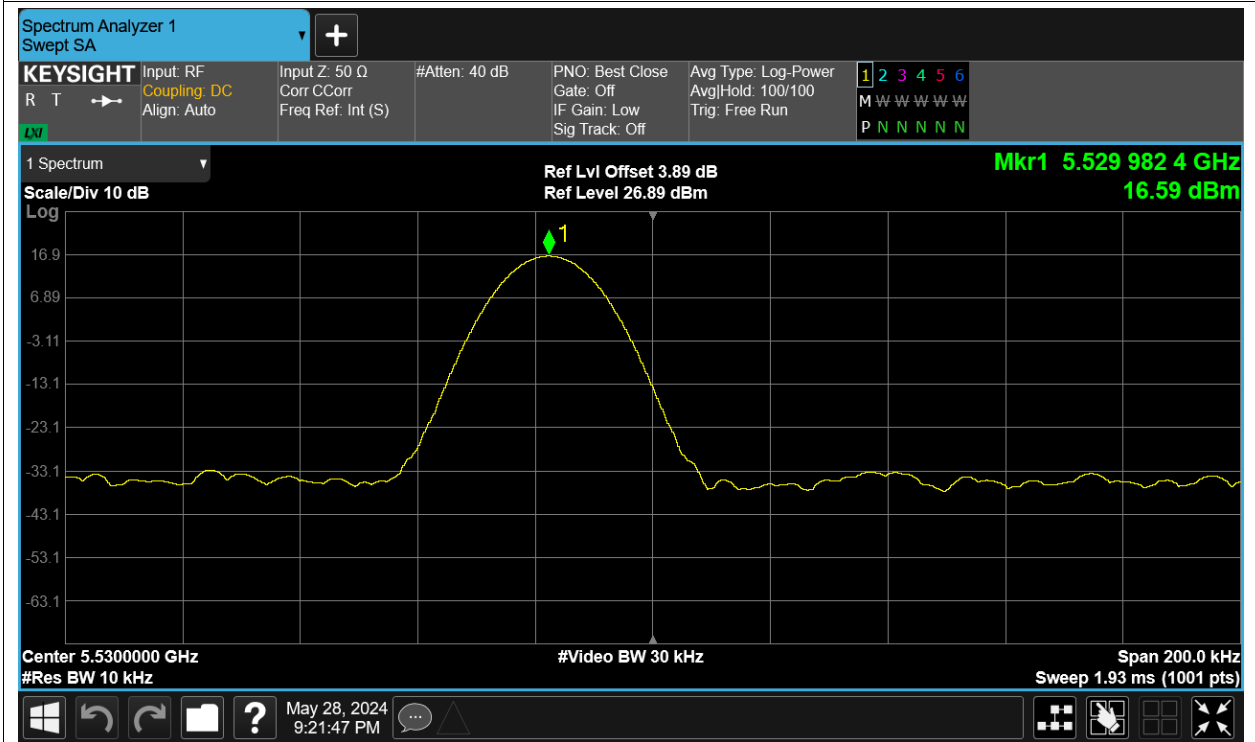 Spectrum Analyzer 1
Swept SA
KEYSIGHT
R T
LXI
Input: RF
Coupling: DC
Align: Auto
Input Z: 50 Ω
Corr CCorr
Freq Ref: Int (S)
#Atten: 40 dB
PNO: Best Close
Gate: Off
IF Gain: Low
Sig Track: Off
Avg Type: Log-Power
Avg|Hold: 100/100
Trig: Free Run
1 2 3 4 5 6
M W W W W W
P N N N N N
1 Spectrum
Scale/Div 10 dB
Log
Ref Lvl Offset 3.89 dB
Ref Level 26.89 dBm
Mkr1 5.529 982 4 GHz
16.59 dBm
1
16.9
6.89
-3.11
-13.1
-23.1
-33.1
-43.1
-53.1
-63.1
Center 5.5300000 GHz
#Res BW 10 kHz
#Video BW 30 kHz
Span 200.0 kHz
Sweep 1.93 ms (1001 pts)
?
May 28, 2024
9:21:47 PM